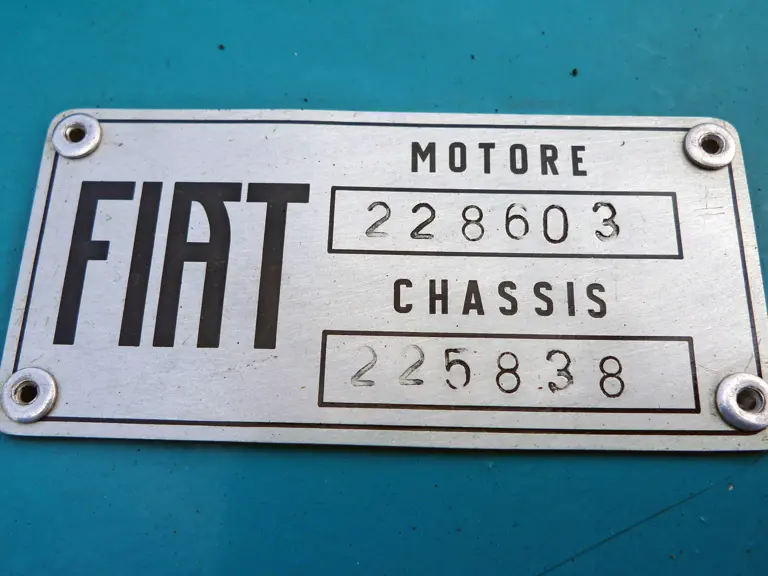 FIAT
MOTORE
228603
CHASSIS
225838